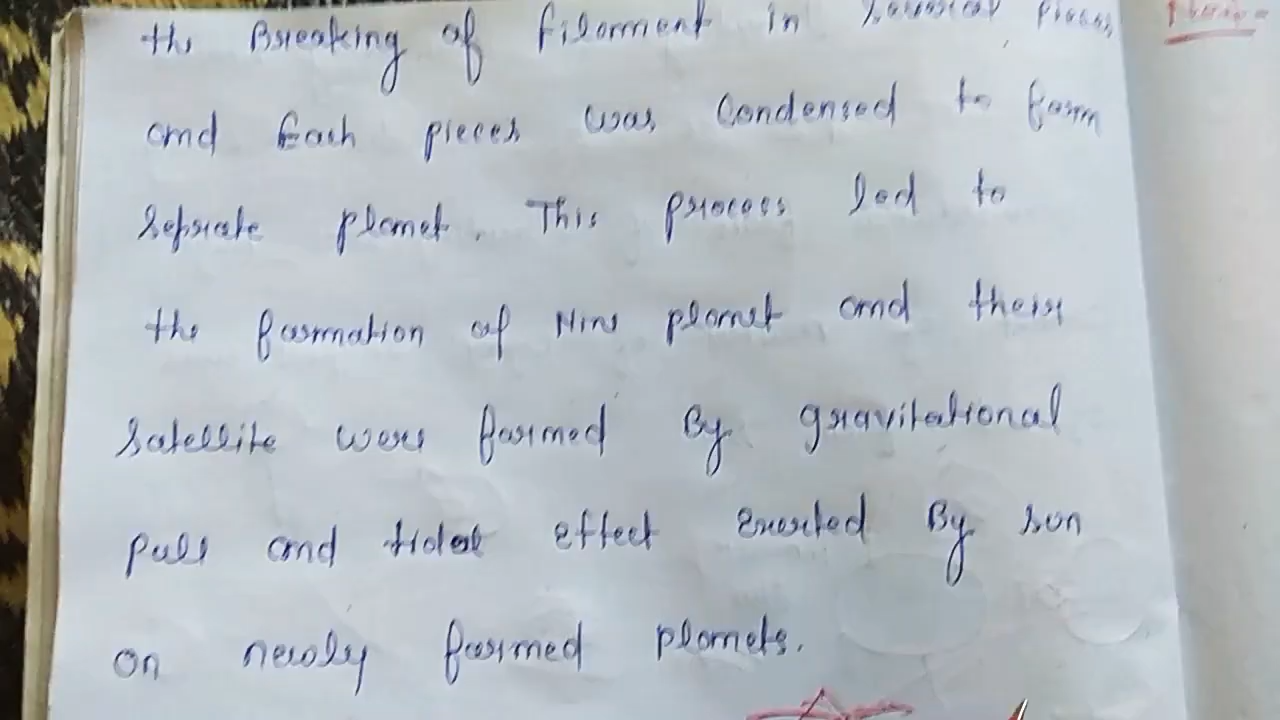 the Breaking of filament in several pieces,
and Each pieces was Condensed to form
seprate planet. This process led to
the formation of Nine planet and their
satellite were formed By gravitational
pull and tidal effect Exerted By sun
on newly formed planets.